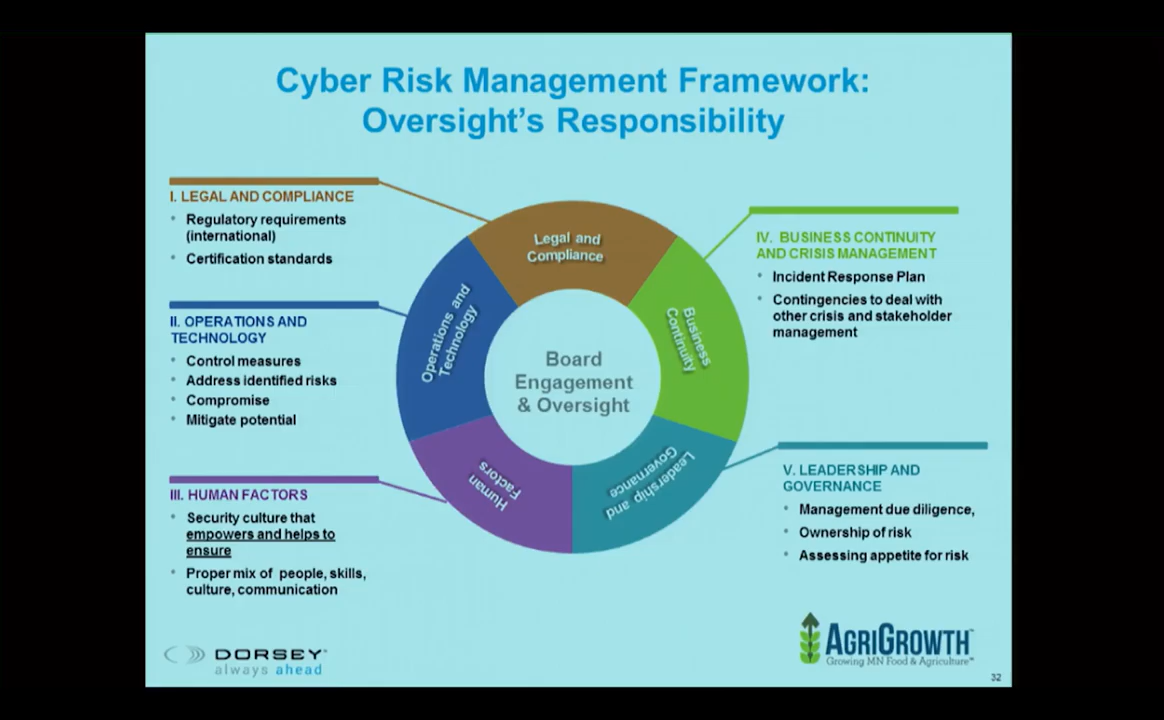 Cyber Risk Management Framework:
Oversight's Responsibility
I. LEGAL AND COMPLIANCE
• Regulatory requirements
(international)
• Certification standards
II. OPERATIONS AND
TECHNOLOGY
• Control measures
• Address identified risks
• Compromise
• Mitigate potential
III. HUMAN FACTORS
• Security culture that
empowers and helps to
ensure
• Proper mix of people, skills,
culture, communication
Legal and
Compliance
Operations and
Technology
Business
Continuity
Board
Engagement
& Oversight
Human
Factors
Leadership and
Governance
IV. BUSINESS CONTINUITY
AND CRISIS MANAGEMENT
• Incident Response Plan
• Contingencies to deal with
other crisis and stakeholder
management
V. LEADERSHIP AND
GOVERNANCE
• Management due diligence,
• Ownership of risk
• Assessing appetite for risk
DORSEY™
always ahead
AGRIGROWTH™
Growing MN Food & Agriculture™
32